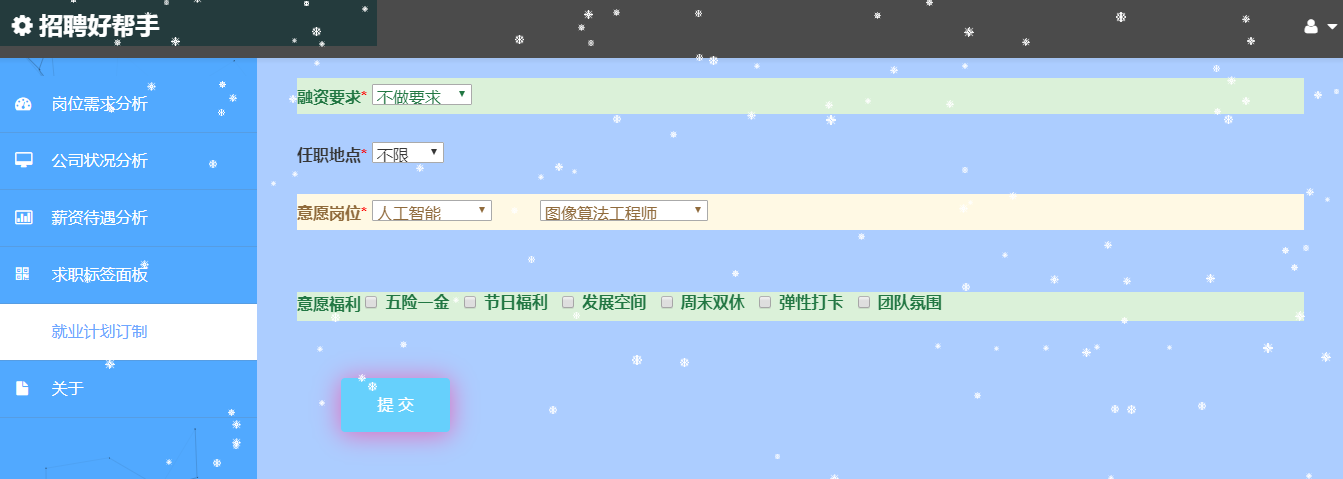 招聘好帮手
岗位需求分析
公司状况分析
薪资待遇分析
求职标签面板
就业计划订制
关于
融资要求* 不做要求
任职地点* 不限
意愿岗位* 人工智能 图像算法工程师
意愿福利 五险一金 节日福利 发展空间 周末双休 弹性打卡 团队氛围
提 交